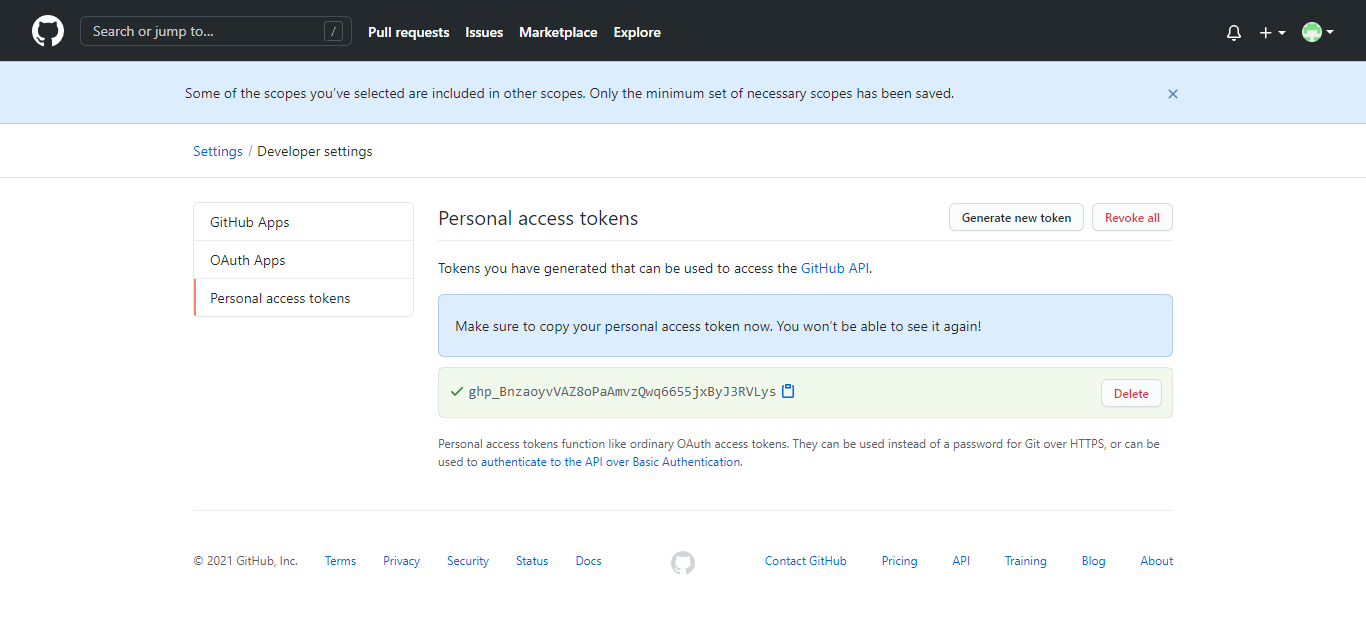 Search or jump to... /
Pull requests
Issues
Marketplace
Explore
Some of the scopes you’ve selected are included in other scopes. Only the minimum set of necessary scopes has been saved.
Settings / Developer settings
GitHub Apps
OAuth Apps
Personal access tokens
Personal access tokens
Generate new token
Revoke all
Tokens you have generated that can be used to access the GitHub API.
Make sure to copy your personal access token now. You won’t be able to see it again!
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
Delete
Personal access tokens function like ordinary OAuth access tokens. They can be used instead of a password for Git over HTTPS, or can be
used to authenticate to the API over Basic Authentication.
© 2021 GitHub, Inc.
Terms
Privacy
Security
Status
Docs
Contact GitHub
Pricing
API
Training
Blog
About